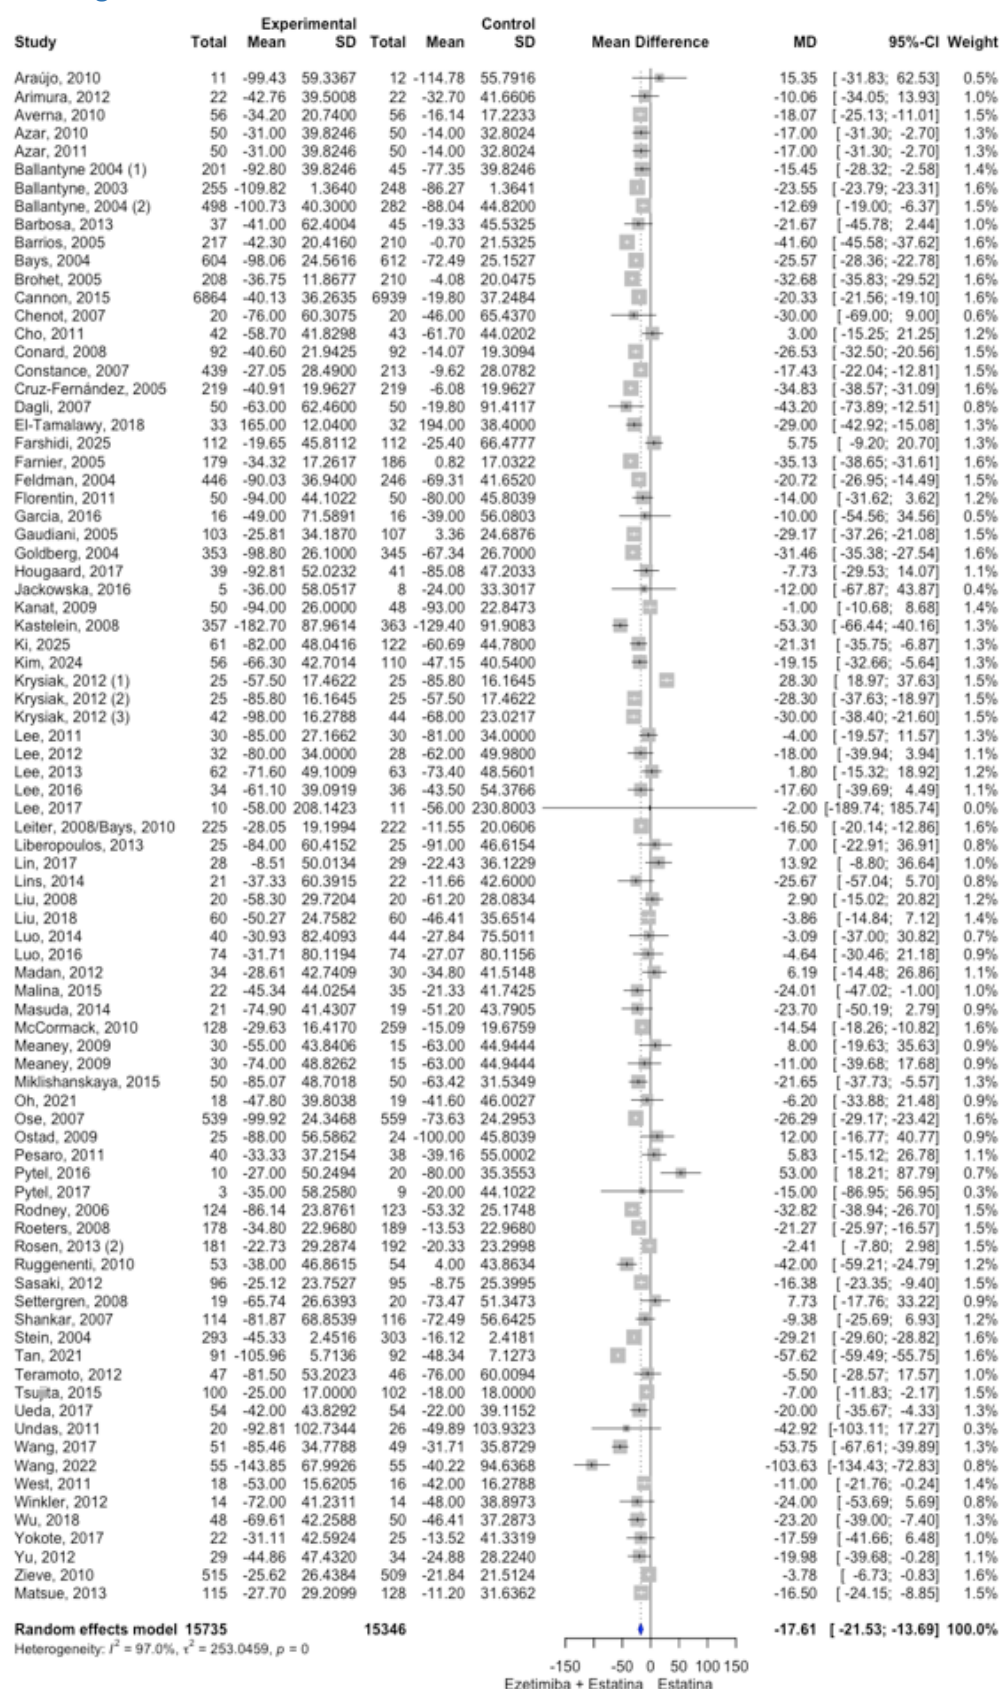 Experimental Control
Study Total Mean SD Total Mean SD Mean Difference MD 95%-CI Weight
Araújo, 2010 11 -99.43 59.3367 12 -114.78 55.7916 15.35 [-31.83; 62.53] 0.5%
Arimura, 2012 22 -42.76 39.5008 22 -32.70 41.6606 -10.06 [-34.05; 13.93] 1.0%
Averna, 2010 56 -34.20 20.7400 56 -16.14 17.2233 -18.07 [-25.13; -11.01] 1.5%
Azar, 2010 50 -31.00 39.8246 50 -14.00 32.8024 -17.00 [-31.30; -2.70] 1.3%
Azar, 2011 50 -31.00 39.8246 50 -14.00 32.8024 -17.00 [-31.30; -2.70] 1.3%
Ballantyne 2004 (1) 201 -92.80 39.8246 45 -77.35 39.8246 -15.45 [-28.32; -2.58] 1.4%
Ballantyne, 2003 255 -109.82 1.3640 248 -86.27 1.3641 -23.55 [-23.79; -23.31] 1.6%
Ballantyne, 2004 (2) 498 -100.73 40.3000 282 -88.04 44.8200 -12.69 [-19.00; -6.37] 1.5%
Barbosa, 2013 37 -41.00 62.4004 45 -19.33 45.5325 -21.67 [-45.78; 2.44] 1.0%
Barrios, 2005 217 -42.30 20.4160 210 -0.70 21.5325 -41.60 [-45.58; -37.62] 1.6%
Bays, 2004 604 -98.06 24.5616 612 -72.49 25.1527 -25.57 [-28.36; -22.78] 1.6%
Brohet, 2005 208 -36.75 11.8677 210 -4.08 20.0475 -32.68 [-35.83; -29.52] 1.6%
Cannon, 2015 6864 -40.13 36.2635 6939 -19.80 37.2484 -20.33 [-21.56; -19.10] 1.6%
Chenot, 2007 20 -76.00 60.3075 20 -46.00 65.4370 -30.00 [-69.00; 9.00] 0.6%
Cho, 2011 42 -58.70 41.8298 43 -61.70 44.0202 3.00 [-15.25; 21.25] 1.2%
Conard, 2008 92 -40.60 21.9425 92 -14.07 19.3094 -26.53 [-32.50; -20.56] 1.5%
Constance, 2007 439 -27.05 28.4900 213 -9.62 28.0782 -17.43 [-22.04; -12.81] 1.6%
Cruz-Fernández, 2005 219 -40.91 19.9627 219 -6.08 19.9627 -34.83 [-38.57; -31.09] 1.6%
Dagli, 2007 50 -63.00 62.4600 50 -19.80 91.4117 -43.20 [-73.89; -12.51] 0.8%
El-Tamalawy, 2018 33 165.00 12.0400 32 194.00 38.4000 -29.00 [-42.92; -15.08] 1.3%
Farshidi, 2025 112 -19.65 45.8112 112 -25.40 66.4777 5.75 [-9.20; 20.70] 1.3%
Farnier, 2005 179 -34.32 17.2617 186 0.82 17.0322 -35.13 [-38.65; -31.61] 1.6%
Feldman, 2004 446 -90.03 36.9400 246 -69.31 41.6520 -20.72 [-26.95; -14.49] 1.5%
Florentin, 2011 50 -94.00 44.1022 50 -80.00 45.8039 -14.00 [-31.62; 3.62] 1.2%
Garcia, 2016 16 -49.00 71.5891 16 -39.00 56.0803 -10.00 [-54.56; 34.56] 0.5%
Gaudiani, 2005 103 -25.81 34.1870 107 3.36 24.6876 -29.17 [-37.26; -21.08] 1.5%
Goldberg, 2004 353 -98.80 26.1000 345 -67.34 26.7000 -31.46 [-35.38; -27.54] 1.6%
Hougaard, 2017 39 -92.81 52.0232 41 -85.08 47.2033 -7.73 [-29.53; 14.07] 1.1%
Jackowska, 2016 5 -36.00 58.0517 8 -24.00 33.3017 -12.00 [-67.87; 43.87] 0.4%
Kanat, 2009 50 -94.00 26.0000 48 -93.00 22.8473 -1.00 [-10.68; 8.68] 1.4%
Kastelein, 2008 357 -182.70 87.9614 363 -129.40 91.9083 -53.30 [-66.44; -40.16] 1.3%
Ki, 2025 61 -82.00 48.0416 122 -60.69 44.7800 -21.31 [-35.75; -6.87] 1.3%
Kim, 2024 56 -66.30 42.7014 110 -47.15 40.5400 -19.15 [-32.66; -5.64] 1.3%
Krysiak, 2012 (1) 25 -57.50 17.4622 25 -85.80 16.1645 28.30 [18.97; 37.63] 1.5%
Krysiak, 2012 (2) 25 -85.80 16.1645 25 -57.50 17.4622 -28.30 [-37.63; -18.97] 1.5%
Krysiak, 2012 (3) 42 -98.00 16.2788 44 -68.00 23.0217 -30.00 [-38.40; -21.60] 1.5%
Lee, 2011 30 -85.00 27.1662 30 -81.00 34.0000 -4.00 [-19.57; 11.57] 1.3%
Lee, 2012 32 -80.00 34.0000 28 -62.00 49.9800 -18.00 [-39.94; 3.94] 1.1%
Lee, 2013 62 -71.60 49.1009 63 -73.40 48.5601 1.80 [-15.32; 18.92] 1.2%
Lee, 2016 34 -61.10 39.0919 36 -43.50 54.3766 -17.60 [-39.69; 4.49] 1.1%
Lee, 2017 10 -58.00 208.1423 11 -56.00 230.8003 -2.00 [-189.74; 185.74] 0.0%
Leiter, 2008/Bays, 2010 225 -28.05 19.1994 222 -11.55 20.0606 -16.50 [-20.14; -12.86] 1.6%
Liberopoulos, 2013 25 -84.00 60.4152 25 -91.00 46.6154 7.00 [-22.91; 36.91] 0.8%
Lin, 2017 28 -8.51 50.0134 29 -22.43 36.1229 13.92 [-8.80; 36.64] 1.0%
Lins, 2014 21 -37.33 60.3915 22 -11.66 42.6000 -25.67 [-57.04; 5.70] 0.8%
Liu, 2008 20 -58.30 29.7204 20 -61.20 28.0834 2.90 [-15.02; 20.82] 1.2%
Liu, 2018 60 -50.27 24.7582 60 -46.41 35.6514 -3.86 [-14.84; 7.12] 1.4%
Luo, 2014 40 -30.93 82.4093 44 -27.84 75.5011 -3.09 [-37.00; 30.82] 0.7%
Luo, 2016 74 -31.71 80.1194 74 -27.07 80.1156 -4.64 [-30.46; 21.18] 0.9%
Madan, 2012 34 -28.61 42.7409 30 -34.80 41.5148 6.19 [-14.48; 26.86] 1.1%
Malina, 2015 22 -45.34 44.0254 35 -21.33 41.7425 -24.01 [-47.02; -1.00] 1.0%
Masuda, 2014 21 -74.90 41.4307 19 -51.20 43.7905 -23.70 [-50.19; 2.79] 0.9%
McCormack, 2010 128 -29.63 16.4170 259 -15.09 19.6759 -14.54 [-18.26; -10.82] 1.6%
Meaney, 2009 30 -55.00 43.8406 15 -63.00 44.9444 8.00 [-19.63; 35.63] 0.9%
Meaney, 2009 30 -74.00 48.8262 15 -63.00 44.9444 -11.00 [-39.68; 17.68] 0.9%
Miklishanskaya, 2015 50 -85.07 48.7018 50 -63.42 31.5349 -21.65 [-37.73; -5.57] 1.3%
Oh, 2021 18 -47.80 39.8038 19 -41.60 46.0027 -6.20 [-33.88; 21.48] 0.9%
Ose, 2007 539 -99.92 24.3468 559 -73.63 24.2953 -26.29 [-29.17; -23.42] 1.6%
Ostad, 2009 25 -88.00 56.5862 24 -100.00 45.8039 12.00 [-16.77; 40.77] 0.9%
Pesaro, 2011 40 -33.33 37.2154 38 -39.16 55.0002 5.83 [-15.12; 26.78] 1.1%
Pytel, 2016 10 -27.00 50.2494 20 -80.00 35.3553 53.00 [18.21; 87.79] 0.7%
Pytel, 2017 3 -35.00 58.2580 9 -20.00 44.1022 -15.00 [-86.95; 56.95] 0.3%
Rodney, 2006 124 -86.14 23.8761 123 -53.32 25.1748 -32.82 [-38.94; -26.70] 1.5%
Roeters, 2008 178 -34.80 22.9680 189 -13.53 22.9680 -21.27 [-25.97; -16.57] 1.5%
Rosen, 2013 (2) 181 -22.73 29.2874 192 -20.33 23.2998 -2.41 [-7.80; 2.98] 1.5%
Ruggenenti, 2010 53 -38.00 46.8615 54 4.00 43.8634 -42.00 [-59.21; -24.79] 1.2%
Sasaki, 2012 96 -25.12 23.7527 95 -8.75 25.3995 -16.38 [-23.35; -9.40] 1.5%
Settergren, 2008 19 -65.74 26.6393 20 -73.47 51.3473 7.73 [-17.76; 33.22] 0.9%
Shankar, 2007 114 -81.87 68.8539 116 -72.49 56.6425 -9.38 [-25.69; 6.93] 1.2%
Stein, 2004 293 -45.33 2.4516 303 -16.12 2.4181 -29.21 [-29.60; -28.82] 1.6%
Tan, 2021 91 -105.96 5.7136 92 -48.34 7.1273 -57.62 [-59.49; -55.75] 1.6%
Teramoto, 2012 47 -81.50 53.2023 46 -76.00 60.0094 -5.50 [-28.57; 17.57] 1.0%
Tsujita, 2015 100 -25.00 17.0000 102 -18.00 18.0000 -7.00 [-11.83; -2.17] 1.5%
Ueda, 2017 54 -42.00 43.8292 54 -22.00 39.1152 -20.00 [-35.67; -4.33] 1.3%
Undas, 2011 20 -92.81 102.7344 26 -49.89 103.9323 -42.92 [-103.11; 17.27] 0.3%
Wang, 2017 51 -85.46 34.7788 49 -31.71 35.8729 -53.75 [-67.61; -39.89] 1.3%
Wang, 2022 55 -143.85 67.9926 55 -40.22 94.6368 -103.63 [-134.43; -72.83] 0.8%
West, 2011 18 -53.00 15.6205 16 -42.00 16.2788 -11.00 [-21.76; -0.24] 1.4%
Winkler, 2012 14 -72.00 41.2311 14 -48.00 38.8973 -24.00 [-53.69; 5.69] 0.8%
Wu, 2018 48 -69.61 42.2588 50 -46.41 37.2873 -23.20 [-39.00; -7.40] 1.3%
Yokote, 2017 22 -31.11 42.5924 25 -13.52 41.3319 -17.59 [-41.66; 6.48] 1.0%
Yu, 2012 29 -44.86 47.4320 34 -24.88 28.2240 -19.98 [-39.68; -0.28] 1.1%
Zieve, 2010 515 -25.62 26.4384 509 -21.84 21.5124 -3.78 [-6.73; -0.83] 1.6%
Matsue, 2013 115 -27.70 29.2099 128 -11.20 31.6362 -16.50 [-24.15; -8.85] 1.5%
Random effects model 15735 15346 -17.61 [-21.53; -13.69] 100.0%
Heterogeneity: I² = 97.0%, τ² = 253.0459, p = 0
-150 -50 0 50 100 150
Ezetimiba + Estatina Estatina